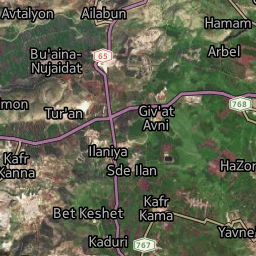 Avtalyon
Ailabun
Hamam
Bu'aina-
Nujaidat
65
Arbel
mon
Tur'an
Giv'at
Avni
768
Kafr
Kanna
Ilaniya
Sde Ilan
HaZor
Bet Keshet
Kafr
Kama
Yavne
Kaduri
767